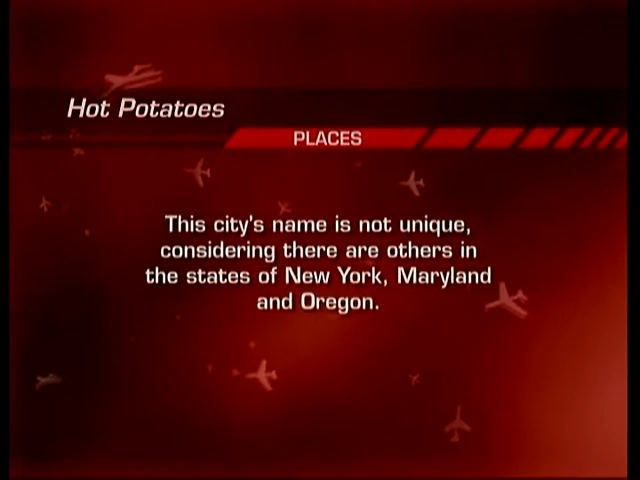 Hot Potatoes
PLACES
This city's name is not unique,
considering there are others in
the states of New York, Maryland
and Oregon.